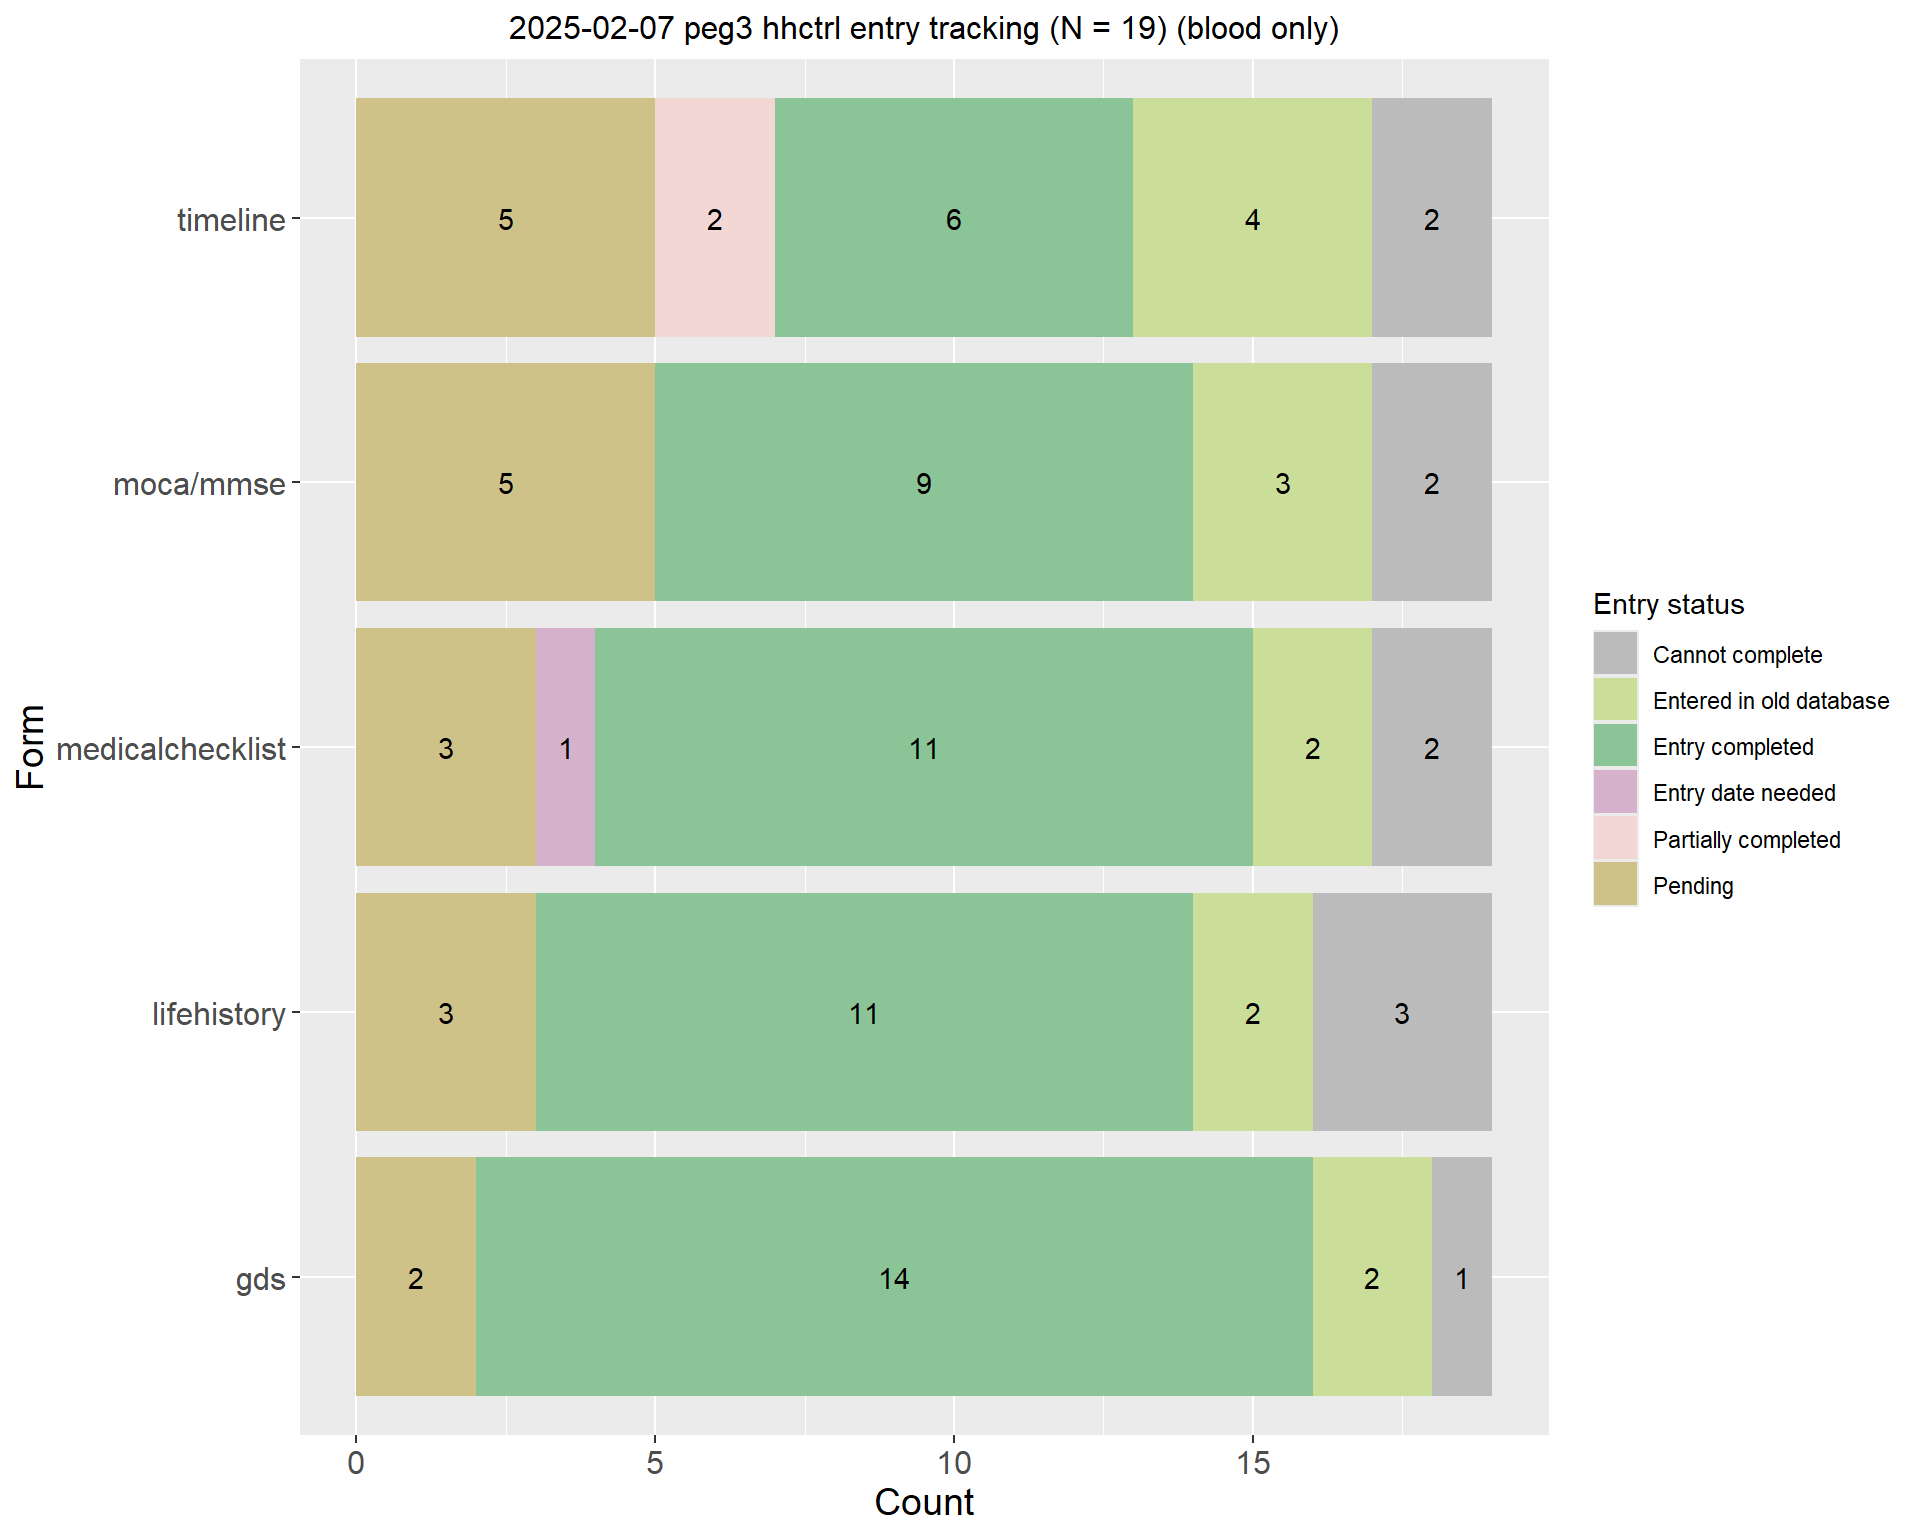 2025-02-07 peg3 hhctrl entry tracking (N = 19) (blood only)
timeline
5 2 6 4 2
moca/mmse
5 9 3 2
medicalchecklist
3 1 11 2 2
lifehistory
3 11 2 3
gds
2 14 2 1
0 5 10 15
Count
Form
Entry status
Cannot complete
Entered in old database
Entry completed
Entry date needed
Partially completed
Pending